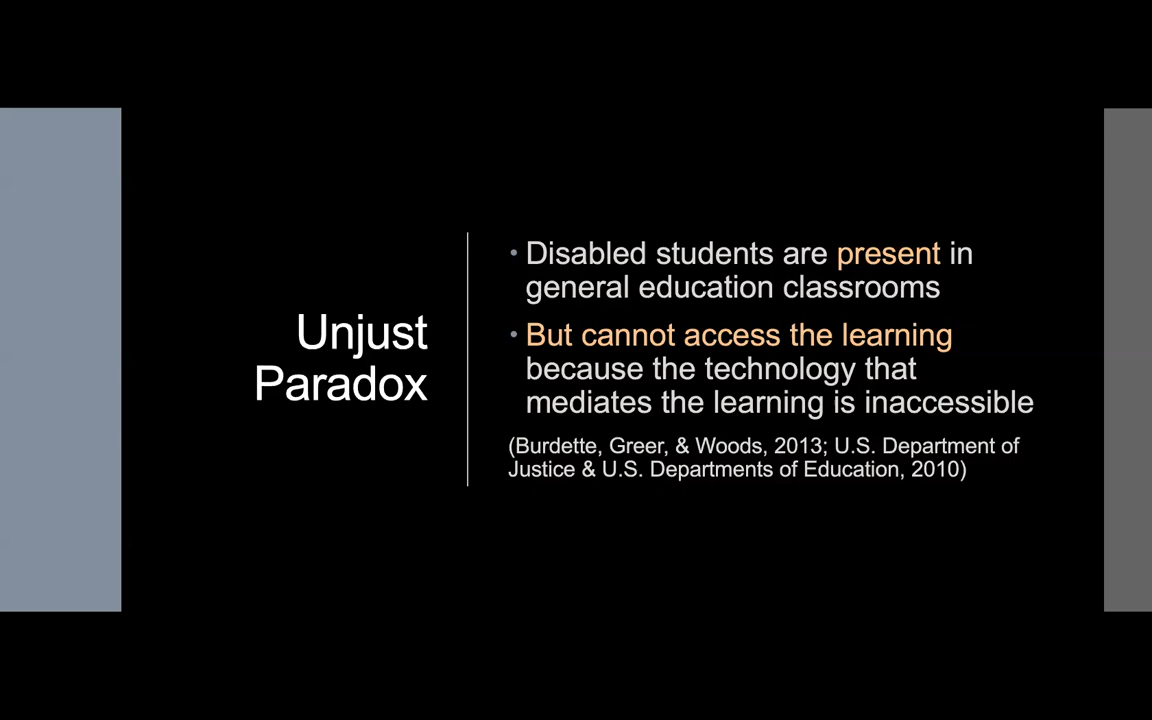 Unjust
Paradox
• Disabled students are present in
general education classrooms
• But cannot access the learning
because the technology that
mediates the learning is inaccessible
(Burdette, Greer, & Woods, 2013; U.S. Department of
Justice & U.S. Departments of Education, 2010)